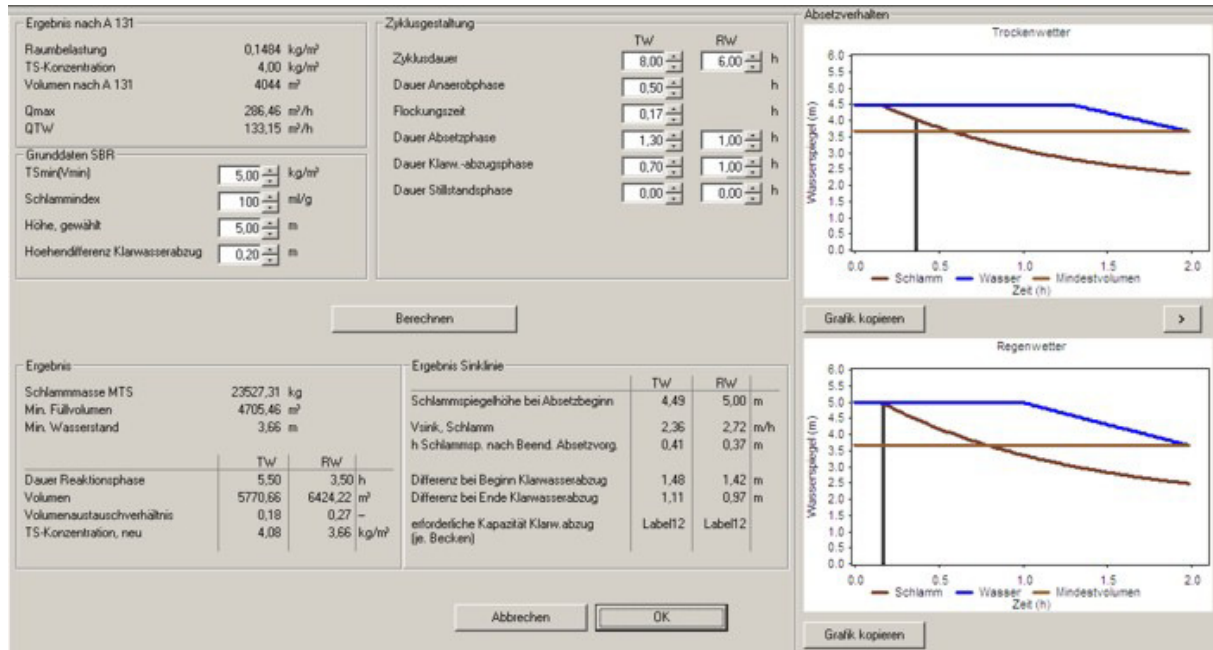 Ergebnis nach A 131
Raumbelastung 0,1484 kg/m³
TS-Konzentration 4,00 kg/m³
Volumen nach A 131 4044 m³
Qmax 286,46 m³/h
QTW 133,15 m³/h
Grunddaten SBR
TSmin(Vmin) 5,00 kg/m³
Schlammindex 100 ml/g
Höhe, gewählt 5,00 m
Hoehendifferenz Klarwasserabzug 0,20 m
Zyklusgestaltung
TW RW
Zyklusdauer 8,00 6,00 h
Dauer Anaerobphase 0,50 h
Flockungszeit 0,17 h
Dauer Absetzphase 1,30 1,00 h
Dauer Klarw.-abzugsphase 0,70 1,00 h
Dauer Stillstandsphase 0,00 0,00 h
Berechnen
Ergebnis
Schlammmasse MTS 23527,31 kg
Min. Füllvolumen 4705,46 m³
Min. Wasserstand 3,66 m
TW RW
Dauer Reaktionsphase 5,50 3,50 h
Volumen 5770,66 6424,22 m³
Volumenaustauschverhältnis 0,18 0,27 –
TS-Konzentration, neu 4,08 3,66 kg/m³
Ergebnis Sinklinie
TW RW
Schlammspiegelhöhe bei Absetzbeginn 4,49 5,00 m
Vsink, Schlamm 2,36 2,72 m/h
h Schlammsp. nach Beend. Absetzvorg. 0,41 0,37 m
Differenz bei Beginn Klarwasserabzug 1,48 1,42 m
Differenz bei Ende Klarwasserabzug 1,11 0,97 m
erforderliche Kapazität Klarw.abzug Label12 Label12
(je. Becken)
Abbrechen OK
Absetzverhalten
Trockenwetter
Wasserspiegel (m)
6.0
5.5
5.0
4.5
4.0
3.5
3.0
2.5
2.0
1.5
1.0
0.5
0.0
0.0 0.5 1.0 1.5 2.0
Schlamm Wasser Mindestvolumen
Zeit (h)
Grafik kopieren >
Regenwetter
Wasserspiegel (m)
6.0
5.5
5.0
4.5
4.0
3.5
3.0
2.5
2.0
1.5
1.0
0.5
0.0
0.0 0.5 1.0 1.5 2.0
Schlamm Wasser Mindestvolumen
Zeit (h)
Grafik kopieren